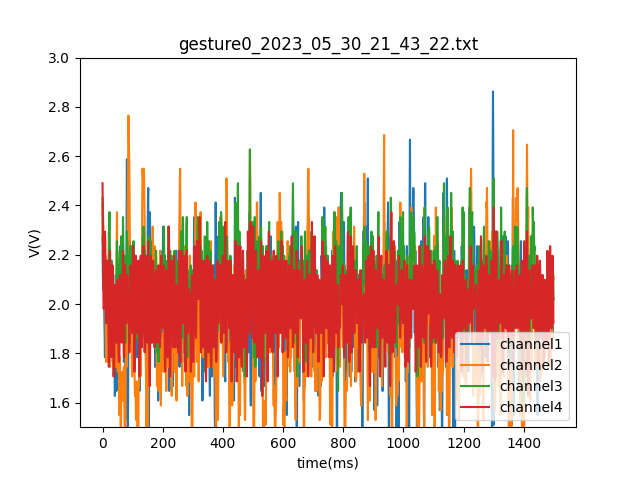 gesture0_2023_05_30_21_43_22.txt
3.0
2.8
2.6
2.4
2.2
2.0
1.8
1.6
V(V)
channel1
channel2
channel3
channel4
0 200 400 600 800 1000 1200 1400
time(ms)